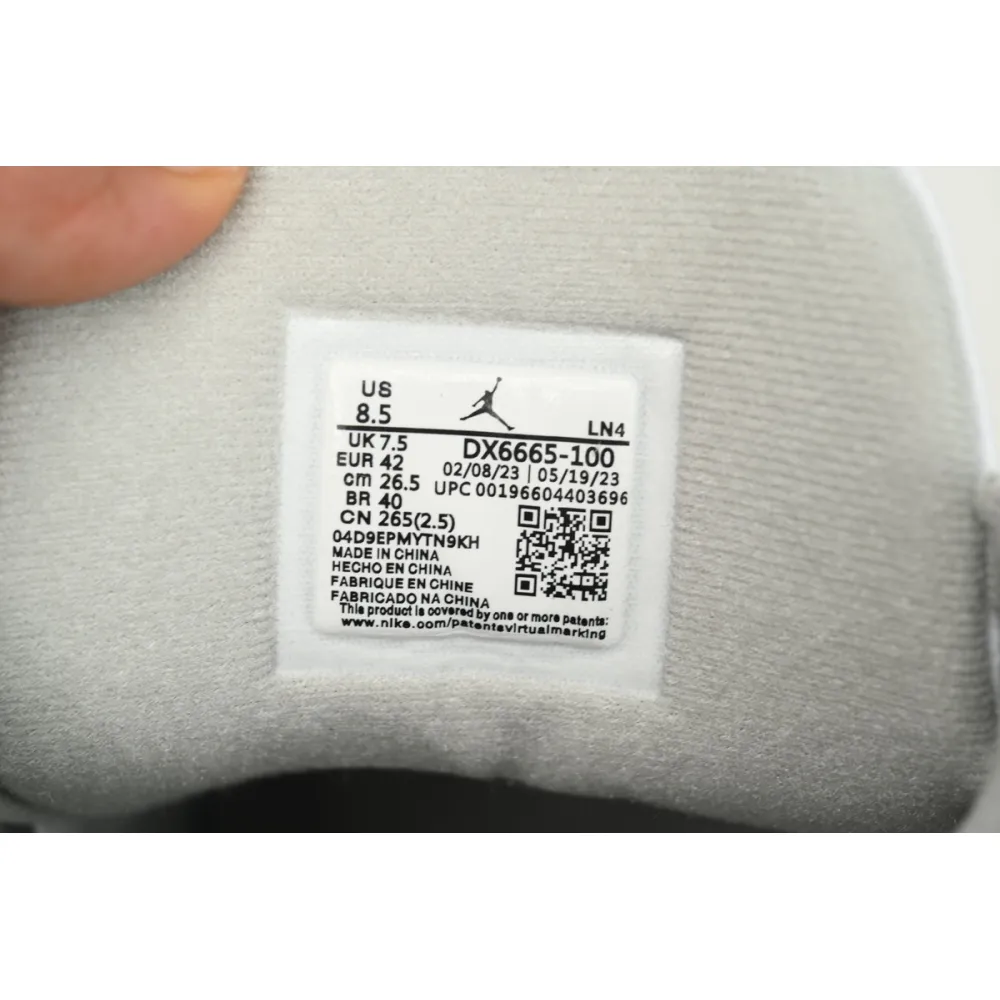 US
8.5
LN4
UK 7.5
DX6665-100
EUR 42
02/08/23 | 05/19/23
cm 26.5
UPC 00196604403696
BR 40
CN 265(2.5)
04D9EPMYTN9KH
MADE IN CHINA
HECHO EN CHINA
FABRIQUE EN CHINE
FABRICADO NA CHINA
This product is covered by one or more patents:
www.nike.com/patentsvirtualmarking